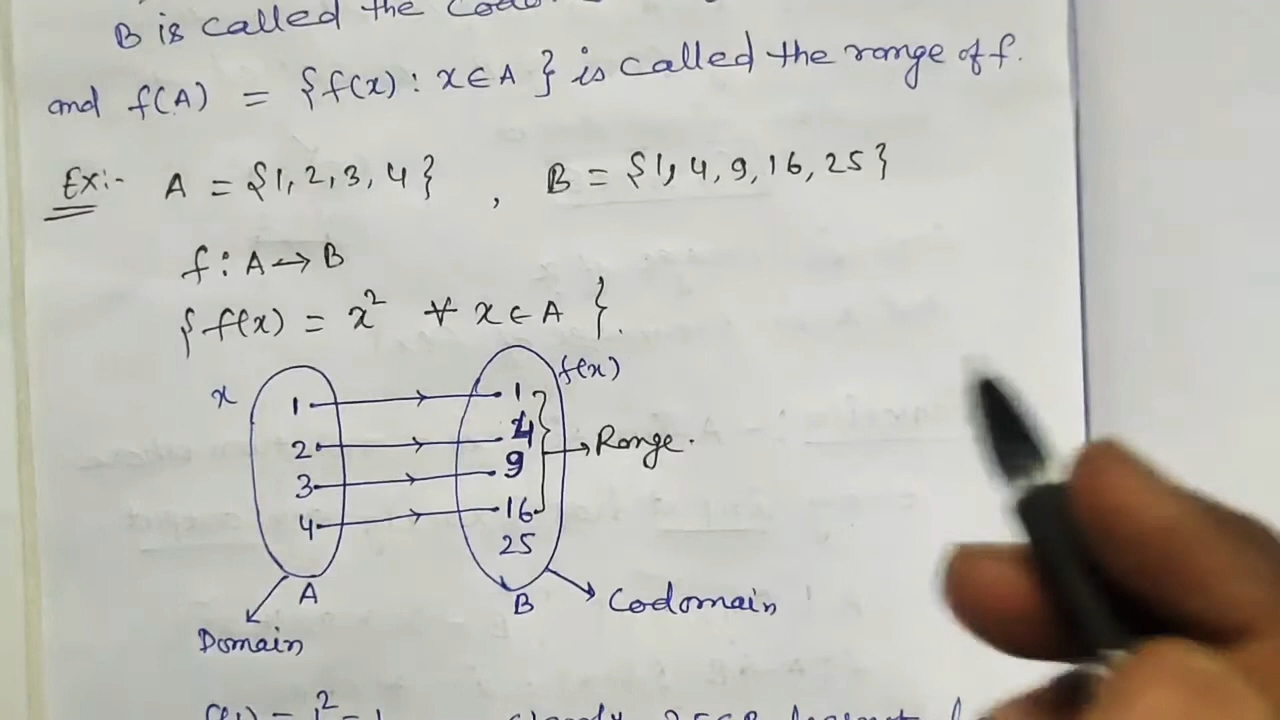 B is called the
and f(A) = {f(x) : x ∈ A } is called the range of f.
Ex:- A = {1, 2, 3, 4} , B = {1, 4, 9, 16, 25}
f : A → B
{ f(x) = x² ∀ x ∈ A }.
x f(x)
1 1
2 4
3 9
4 16
25
→ Range.
A B → Codomain
Domain